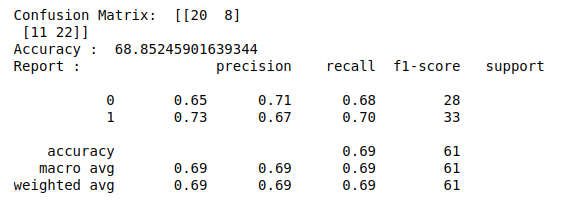 Confusion Matrix:  [[20  8]
 [11 22]]
Accuracy :  68.85245901639344
Report :                precision    recall  f1-score   support
           0       0.65      0.71      0.68        28
           1       0.73      0.67      0.70        33
    accuracy                           0.69        61
   macro avg       0.69      0.69      0.69        61
weighted avg       0.69      0.69      0.69        61